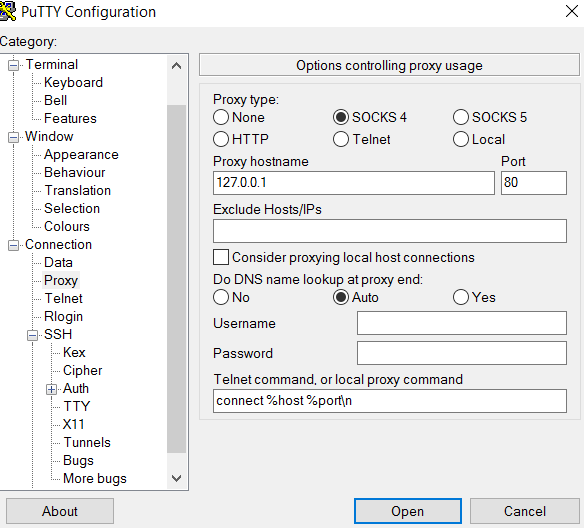 PuTTY Configuration
Category:
Terminal
Keyboard
Bell
Features
Window
Appearance
Behaviour
Translation
Selection
Colours
Connection
Data
Proxy
Telnet
Rlogin
SSH
Kex
Cipher
Auth
TTY
X11
Tunnels
Bugs
More bugs
Options controlling proxy usage
Proxy type:
None SOCKS 4 SOCKS 5
HTTP Telnet Local
Proxy hostname Port
127.0.0.1 80
Exclude Hosts/IPs
Consider proxying local host connections
Do DNS name lookup at proxy end:
No Auto Yes
Username
Password
Telnet command, or local proxy command
connect %host %port\n
About Open Cancel